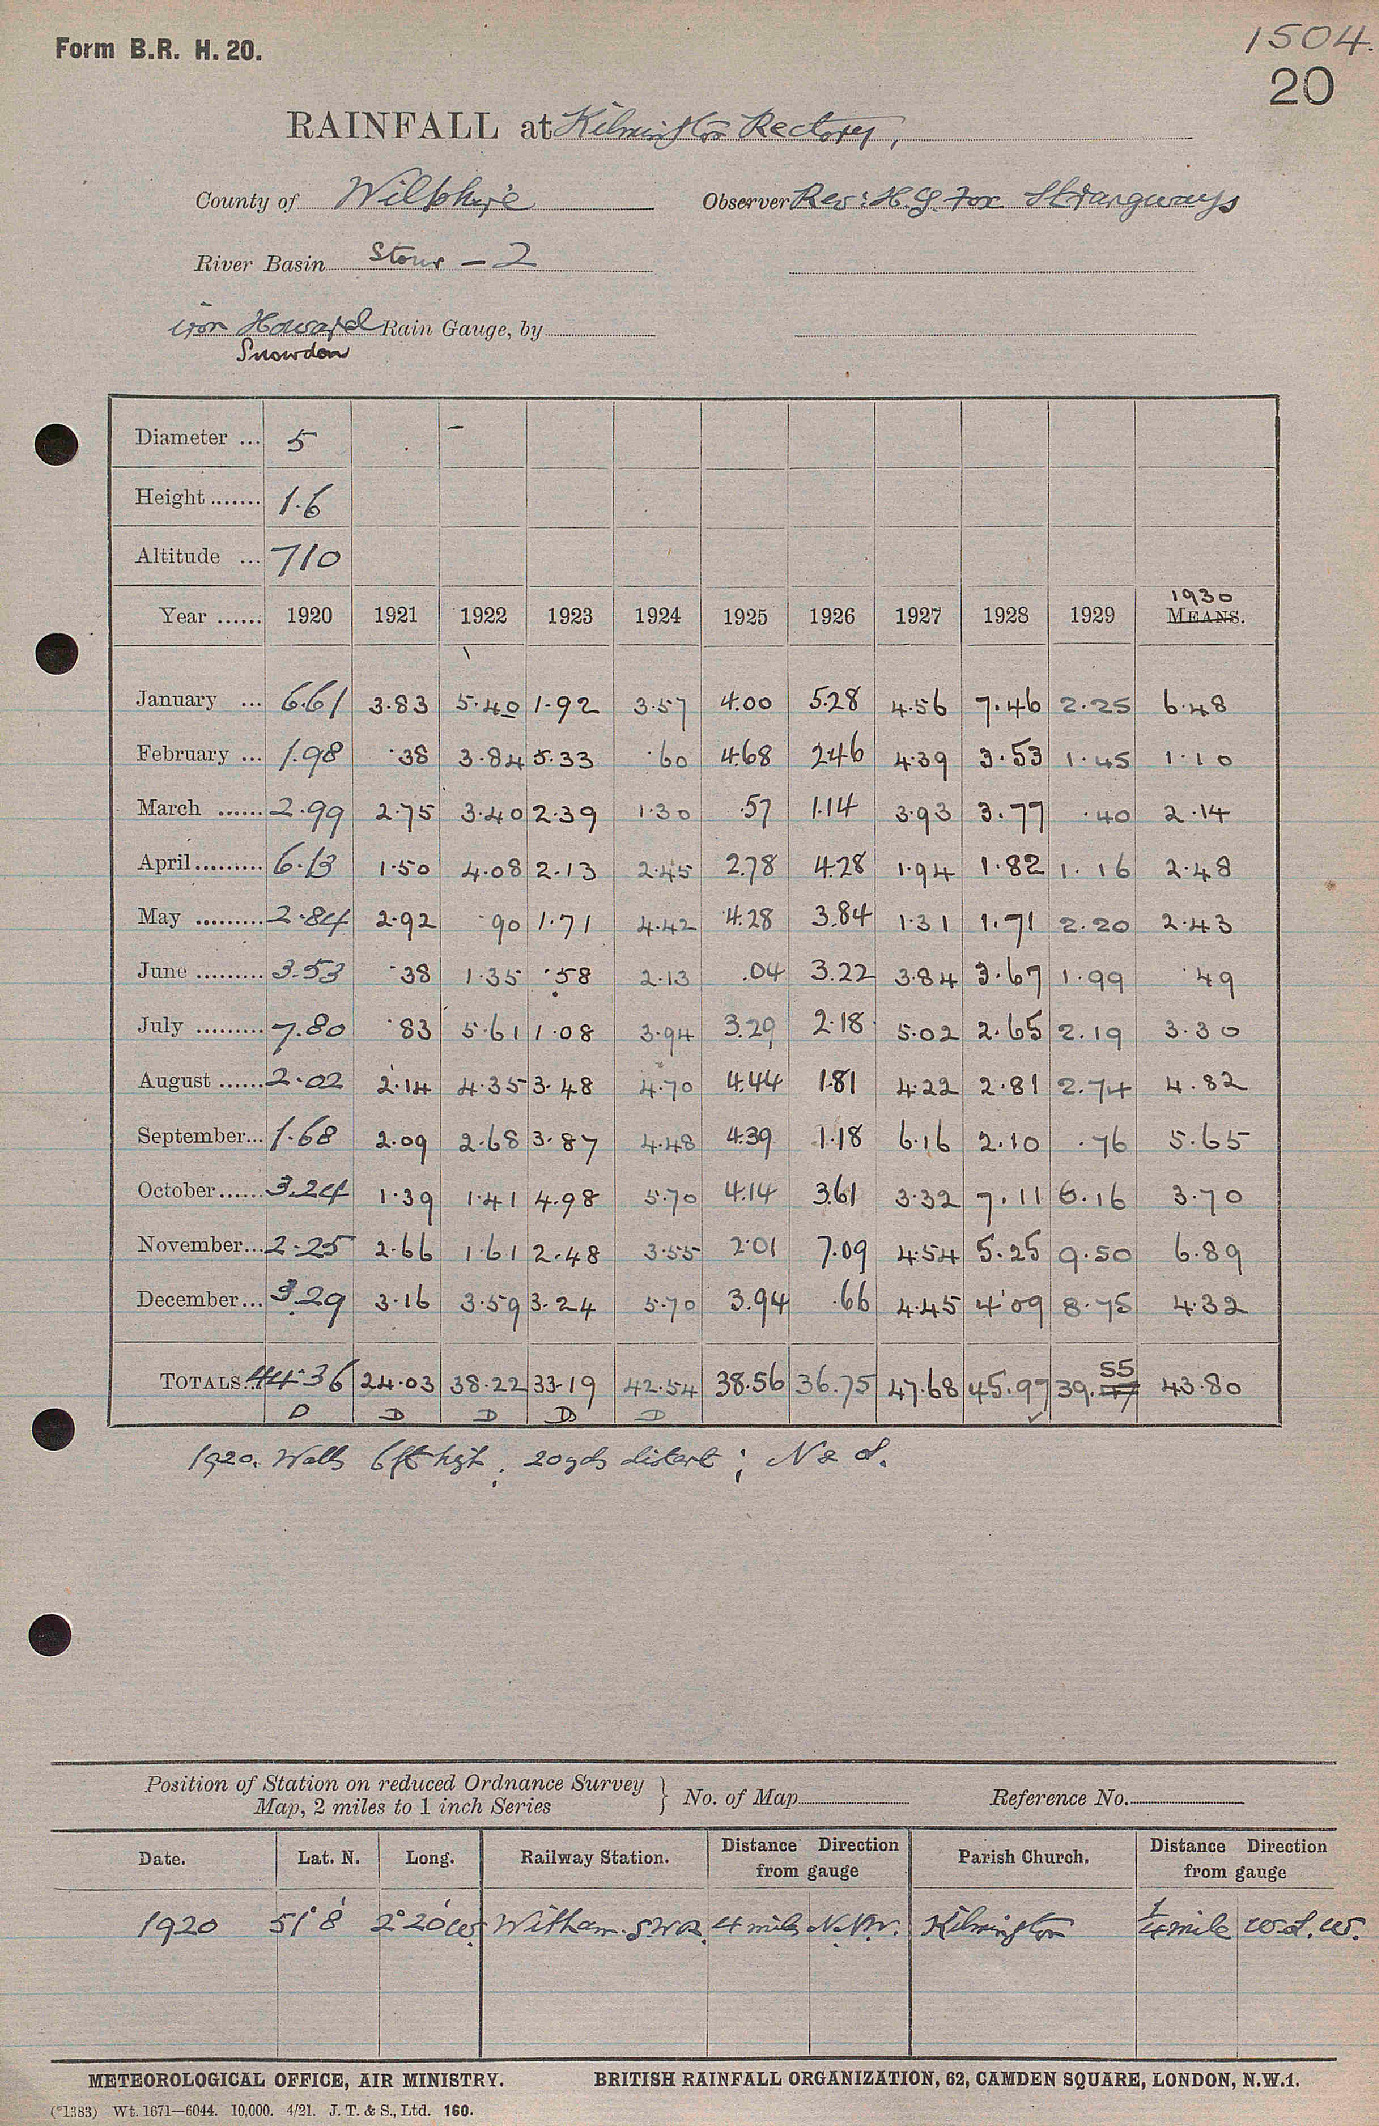 Form B.R. H. 20.
1504.
20
RAINFALL at Kilmington Rectory,
County of Wiltshire Observer Rev: H. G. Fox Strangways
River Basin Stour — 2
iron Howard Rain Gauge, by
Snowdon
Diameter ... 5 -
Height ....... 1.6
Altitude ... 710
1930
Year ...... 1920 1921 1922 1923 1924 1925 1926 1927 1928 1929 MEANS.
January ... 6.61 3.83 5.40 1.92 3.57 4.00 5.28 4.56 7.46 2.25 6.48
February ... 1.98 .38 3.84 5.33 .60 4.68 2.46 4.39 3.53 1.45 1.10
March ...... 2.99 2.75 3.40 2.39 1.30 .57 1.14 3.93 3.77 .40 2.14
April ......... 6.13 1.50 4.08 2.13 2.45 2.78 4.28 1.94 1.82 1.16 2.48
May ......... 2.84 2.92 .90 1.71 4.42 4.28 3.84 1.31 1.71 2.20 2.43
June ......... 3.53 .38 1.35 .58 2.13 .04 3.22 3.84 3.67 1.99 .49
July ......... 7.80 .83 5.61 1.08 3.94 3.29 2.18 5.02 2.65 2.19 3.30
August ...... 2.02 2.14 4.35 3.48 4.70 4.44 1.81 4.22 2.81 2.74 4.82
September... 1.68 2.09 2.68 3.87 4.48 4.39 1.18 6.16 2.10 .76 5.65
October ...... 3.24 1.39 1.41 4.98 5.70 4.14 3.61 3.32 7.11 6.16 3.70
November... 2.25 2.66 1.61 2.48 3.55 2.01 7.09 4.54 5.25 9.50 6.89
December... 3.29 3.16 3.59 3.24 5.70 3.94 .66 4.45 4.09 8.75 4.32
55
TOTALS. 44.36 24.03 38.22 33.19 42.54 38.56 36.75 47.68 45.97 39.47 43.80
D D D D D ✓
1920. Walls 6ft high, 20yds distant; N & S.
Position of Station on reduced Ordnance Survey
Map, 2 miles to 1 inch Series } No. of Map Reference No.
Date. Lat. N. Long. Railway Station. Distance Direction from gauge Parish Church. Distance Direction from gauge
1920 51° 8' 2° 20' W. Witham. GWR. 4 miles N.N.W. Kilmington 1/4 mile W.S.W.
METEOROLOGICAL OFFICE, AIR MINISTRY. BRITISH RAINFALL ORGANIZATION, 62, CAMDEN SQUARE, LONDON, N.W.1.
(*1383) Wt. 1671—6044. 10,000. 4/21. J. T. & S., Ltd. 160.